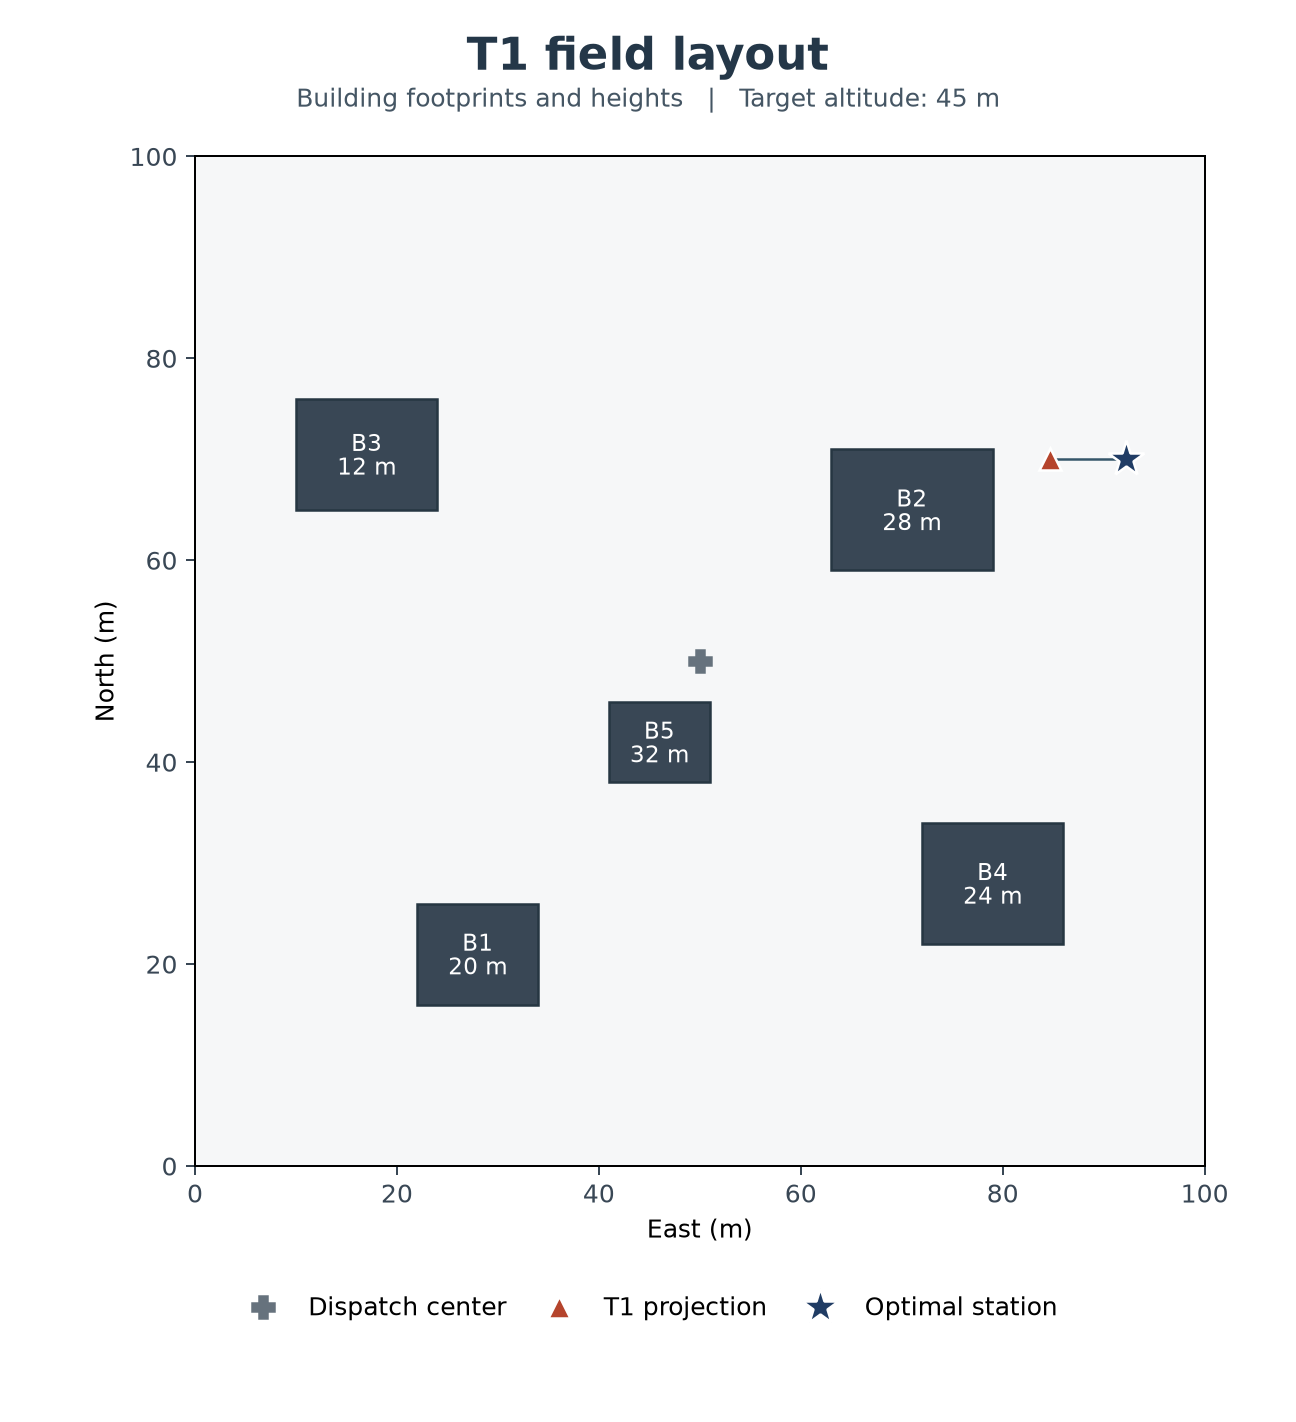 T1 field layout
Building footprints and heights | Target altitude: 45 m
100
80
60
40
20
0
North (m)
B3
12 m
B2
28 m
B5
32 m
B4
24 m
B1
20 m
0 20 40 60 80 100
East (m)
Dispatch center T1 projection Optimal station